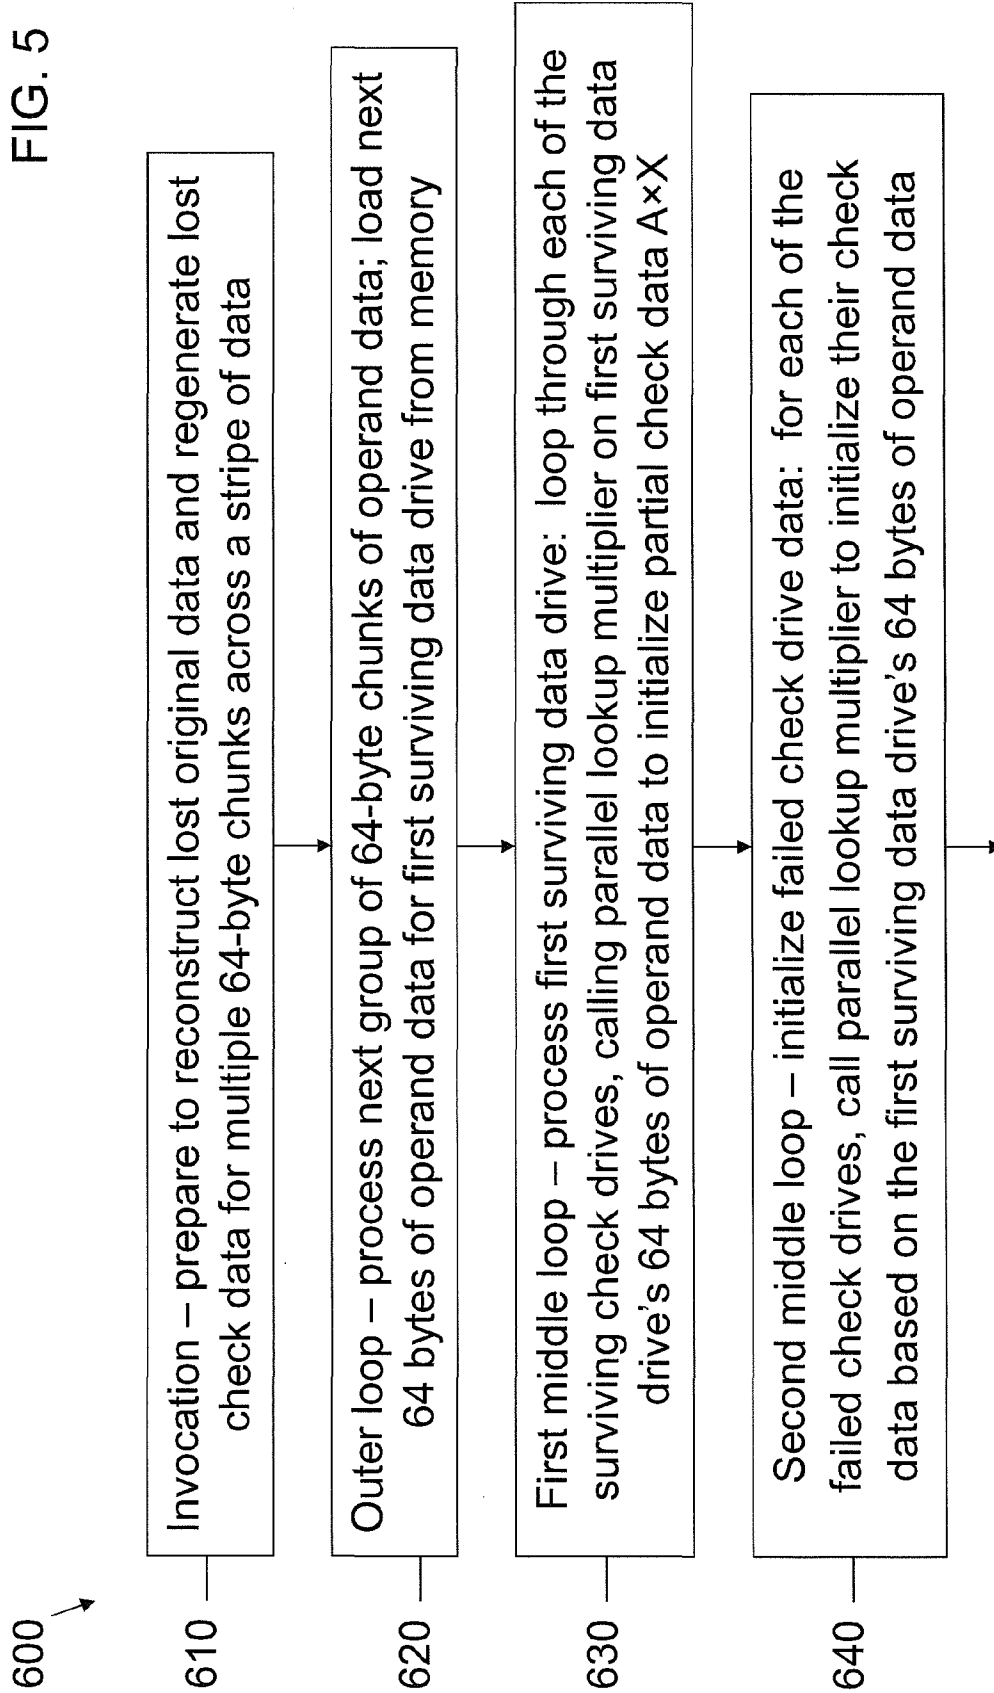 FIG. 5
600
610
Invocation – prepare to reconstruct lost original data and regenerate lost
check data for multiple 64-byte chunks across a stripe of data
620
Outer loop – process next group of 64-byte chunks of operand data; load next
64 bytes of operand data for first surviving data drive from memory
630
First middle loop – process first surviving data drive: loop through each of the
surviving check drives, calling parallel lookup multiplier on first surviving data
drive's 64 bytes of operand data to initialize partial check data A×X
640
Second middle loop – initialize failed check drive data: for each of the
failed check drives, call parallel lookup multiplier to initialize their check
data based on the first surviving data drive's 64 bytes of operand data